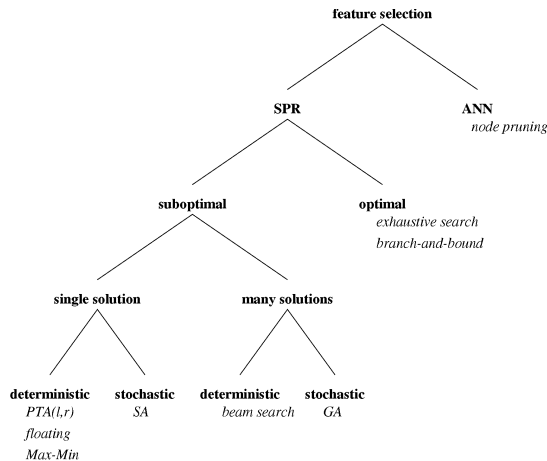 feature selection
SPR
ANN
node pruning
suboptimal
optimal
exhaustive search
branch-and-bound
single solution
many solutions
deterministic
PTA(l,r)
floating
Max-Min
stochastic
SA
deterministic
beam search
stochastic
GA